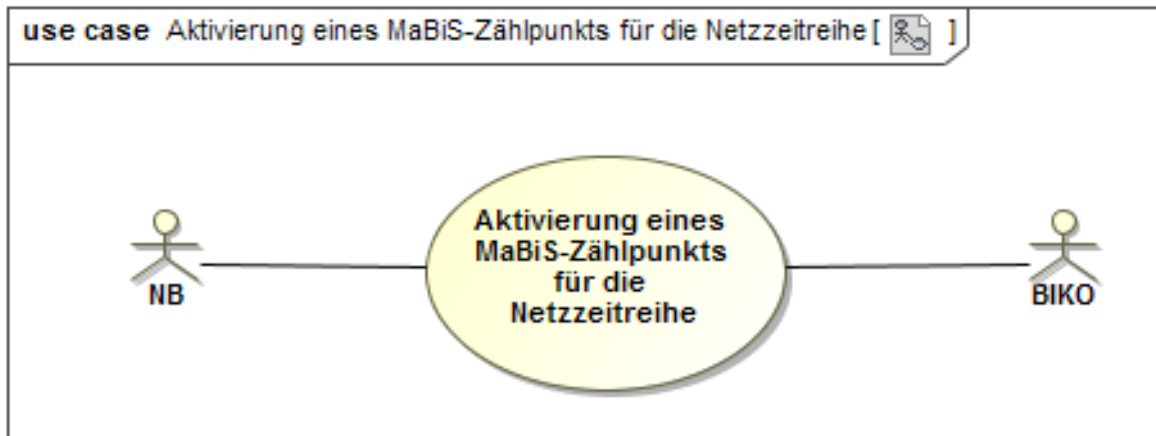 use case Aktivierung eines MaBiS-Zählpunkts für die Netzzeitreihe [ ]
Aktivierung eines
MaBiS-Zählpunkts
für die
Netzzeitreihe
NB
BIKO